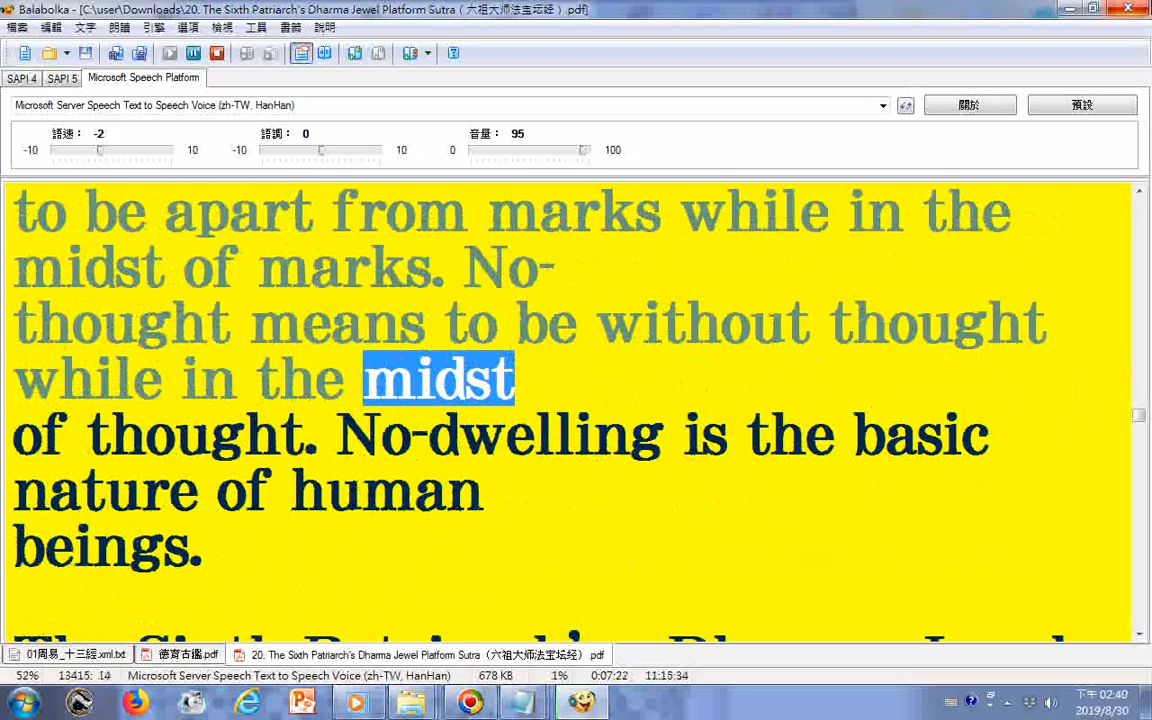 Balabolka - [C:\user\Downloads\20. The Sixth Patriarch's Dharma Jewel Platform Sutra（六祖大师法宝坛经）.pdf]
檔案 編輯 文字 朗讀 引擎 選項 檢視 工具 書籤 說明
SAPI 4 SAPI 5 Microsoft Speech Platform
Microsoft Server Speech Text to Speech Voice (zh-TW, HanHan) 關於 預設
語速： -2 語調： 0 音量： 95
-10 10 -10 10 0 100
to be apart from marks while in the
midst of marks. No-
thought means to be without thought
while in the midst
of thought. No-dwelling is the basic
nature of human
beings.
The Sixth Patriarch's Dharma Jewel
01周易_十三經.xml.txt 德育古鑑.pdf 20. The Sixth Patriarch's Dharma Jewel Platform Sutra（六祖大师法宝坛经）.pdf
52% 13415: 14 Microsoft Server Speech Text to Speech Voice (zh-TW, HanHan) 678 KB 1% 0:07:22 11:15:34
下午 02:40
2019/8/30